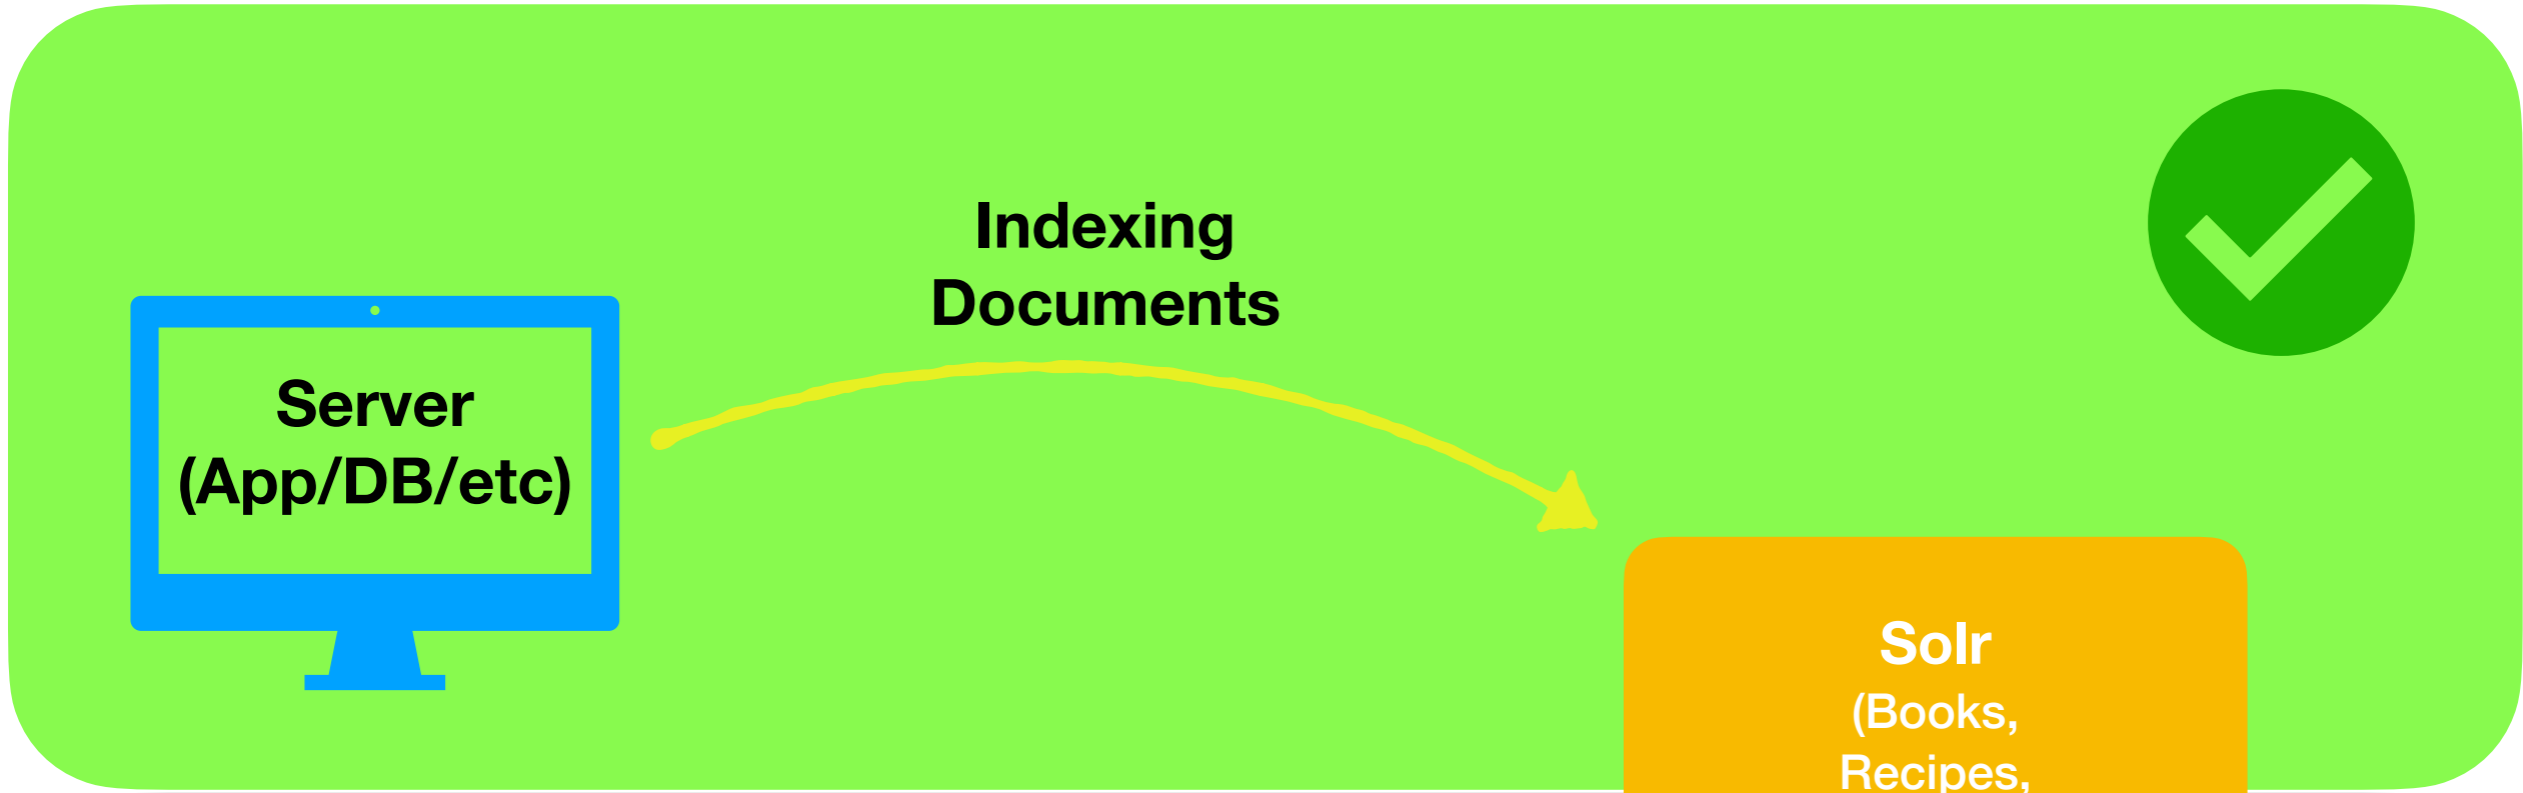 Indexing
Documents
Server
(App/DB/etc)
Solr
(Books,
Recipes,